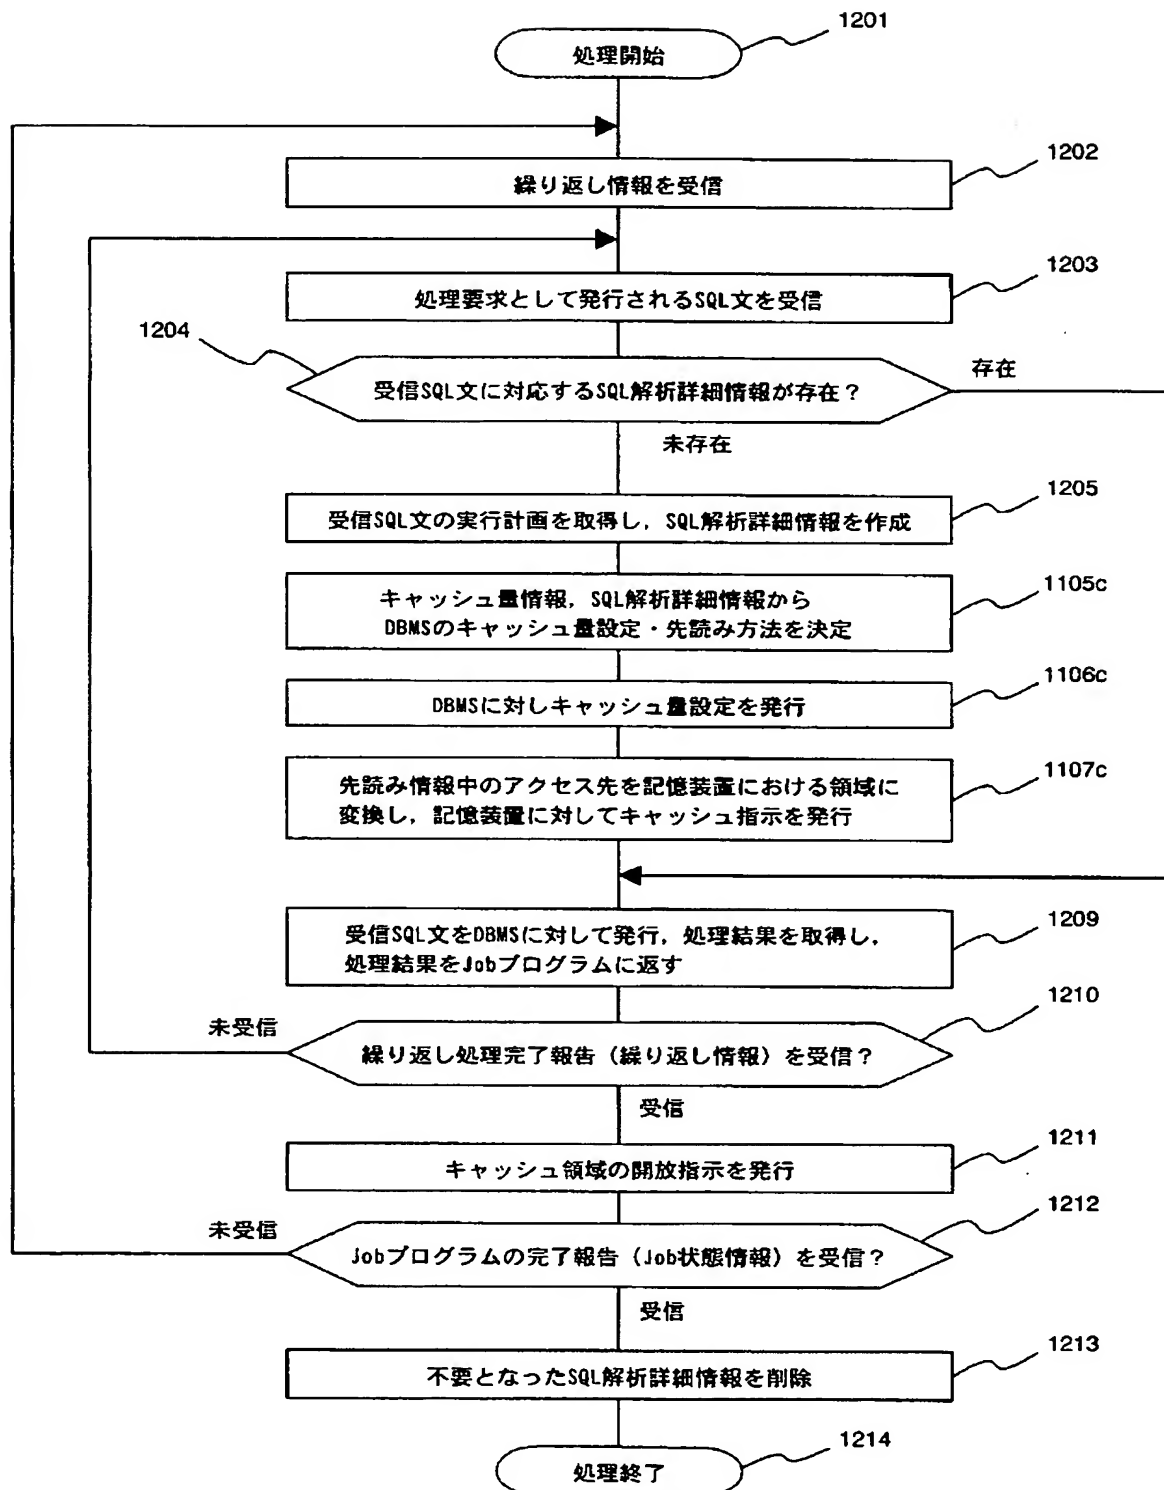 1201
処理開始
1202
繰り返し情報を受信
1203
処理要求として発行されるSQL文を受信
1204
受信SQL文に対応するSQL解析詳細情報が存在？
存在
未存在
1205
受信SQL文の実行計画を取得し，SQL解析詳細情報を作成
1105c
キャッシュ量情報，SQL解析詳細情報から
DBMSのキャッシュ量設定・先読み方法を決定
1106c
DBMSに対しキャッシュ量設定を発行
1107c
先読み情報中のアクセス先を記憶装置における領域に
変換し，記憶装置に対してキャッシュ指示を発行
1209
受信SQL文をDBMSに対して発行，処理結果を取得し，
処理結果をJobプログラムに返す
1210
未受信
繰り返し処理完了報告（繰り返し情報）を受信？
受信
1211
キャッシュ領域の開放指示を発行
1212
未受信
Jobプログラムの完了報告（Job状態情報）を受信？
受信
1213
不要となったSQL解析詳細情報を削除
1214
処理終了